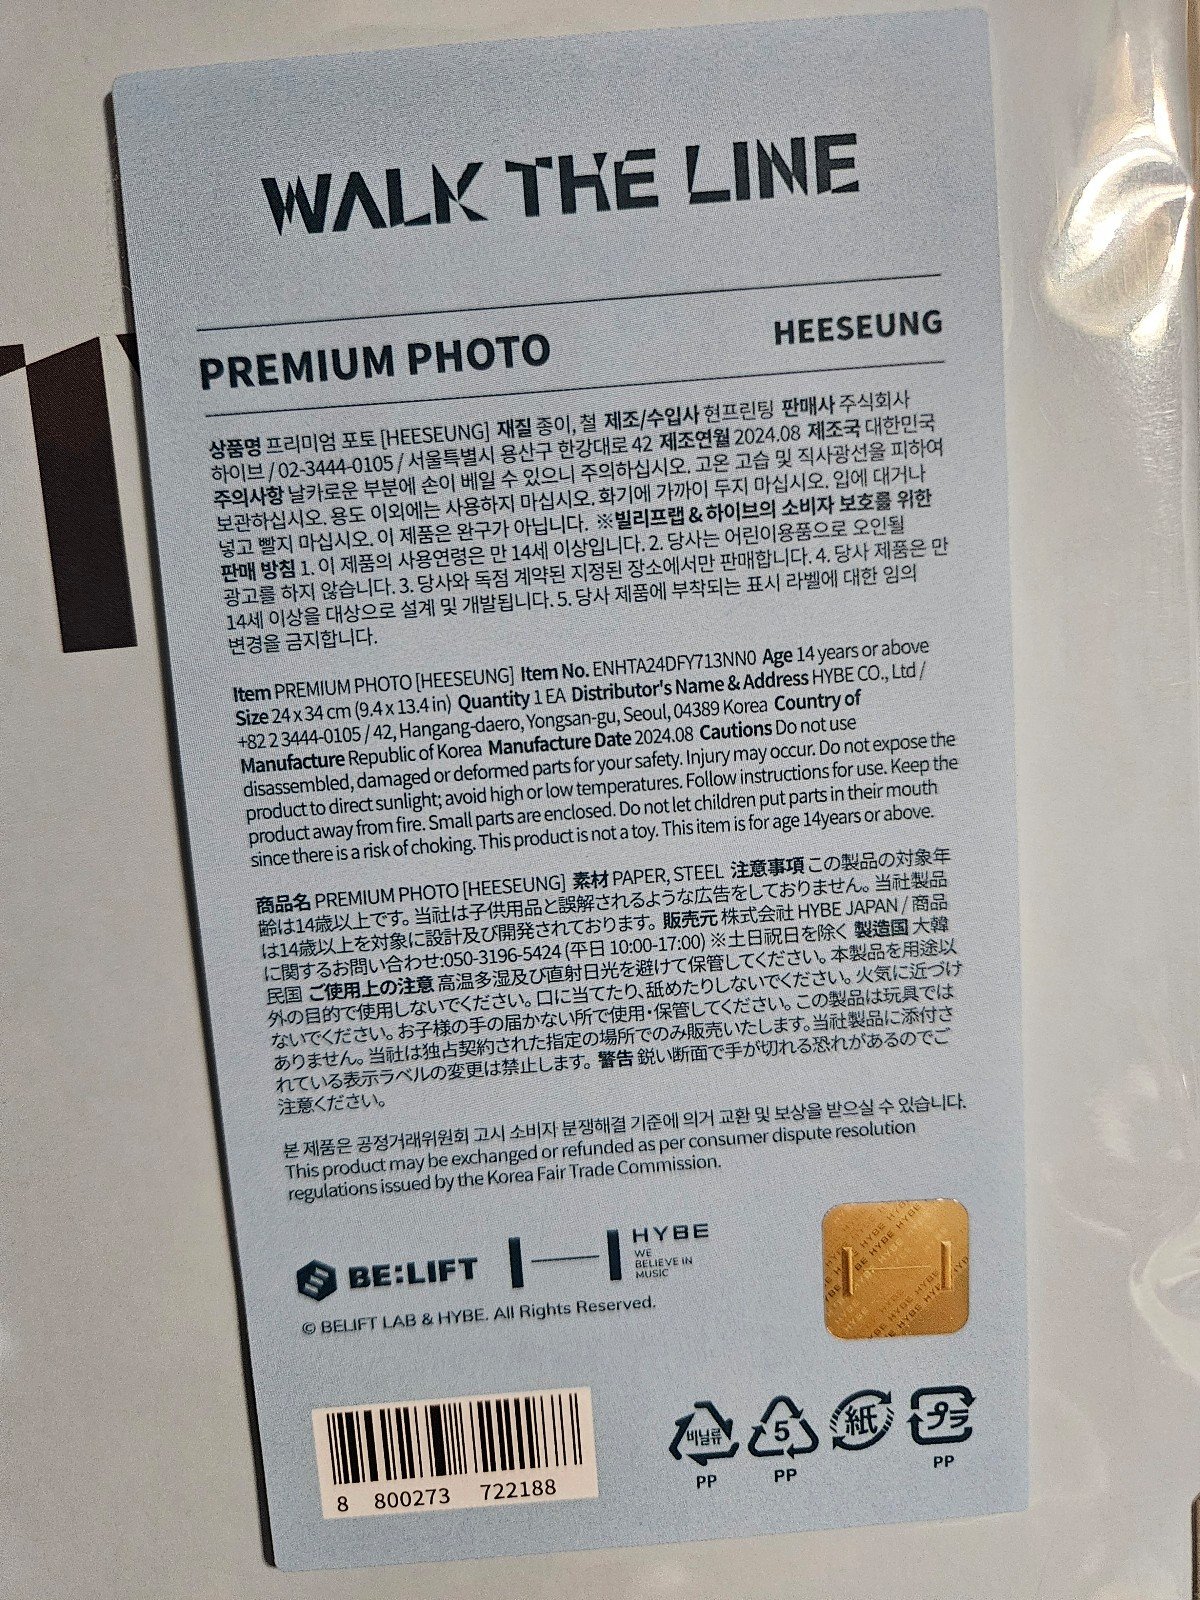 WALK THE LINE
PREMIUM PHOTO
HEESEUNG
상품명 프리미엄 포토 [HEESEUNG] 재질 종이, 철 제조/수입사 현프린팅 판매사 주식회사
하이브 / 02-3444-0105 / 서울특별시 용산구 한강대로 42 제조연월 2024.08 제조국 대한민국
주의사항 날카로운 부분에 손이 베일 수 있으니 주의하십시오. 고온 고습 및 직사광선을 피하여
보관하십시오. 용도 이외에는 사용하지 마십시오. 화기에 가까이 두지 마십시오. 입에 대거나
넣고 빨지 마십시오. 이 제품은 완구가 아닙니다. ※빌리프랩 & 하이브의 소비자 보호를 위한
판매 방침 1. 이 제품의 사용연령은 만 14세 이상입니다. 2. 당사는 어린이용품으로 오인될
광고를 하지 않습니다. 3. 당사와 독점 계약된 지정된 장소에서만 판매합니다. 4. 당사 제품은 만
14세 이상을 대상으로 설계 및 개발됩니다. 5. 당사 제품에 부착되는 표시 라벨에 대한 임의
변경을 금지합니다.
Item PREMIUM PHOTO [HEESEUNG] Item No. ENHTA24DFY713NN0 Age 14 years or above
Size 24 x 34 cm (9.4 x 13.4 in) Quantity 1 EA Distributor's Name & Address HYBE CO., Ltd /
+82 2 3444-0105 / 42, Hangang-daero, Yongsan-gu, Seoul, 04389 Korea Country of
Manufacture Republic of Korea Manufacture Date 2024.08 Cautions Do not use
disassembled, damaged or deformed parts for your safety. Injury may occur. Do not expose the
product to direct sunlight; avoid high or low temperatures. Follow instructions for use. Keep the
product away from fire. Small parts are enclosed. Do not let children put parts in their mouth
since there is a risk of choking. This product is not a toy. This item is for age 14years or above.
商品名 PREMIUM PHOTO [HEESEUNG] 素材 PAPER, STEEL 注意事項 この製品の対象年
齢は14歳以上です。当社は子供用品と誤解されるような広告をしておりません。当社製品
は14歳以上を対象に設計及び開発されております。 販売元 株式会社 HYBE JAPAN / 商品
に関するお問い合わせ:050-3196-5424 (平日 10:00-17:00) ※土日祝日を除く 製造国 大韓
民国 ご使用上の注意 高温多湿及び直射日光を避けて保管してください。本製品を用途以
外の目的で使用しないでください。口に当てたり、舐めたりしないでください。火気に近づけ
ないでください。お子様の手の届かない所で使用・保管してください。この製品は玩具では
ありません。当社は独占契約された指定の場所でのみ販売いたします。当社製品に添付さ
れている表示ラベルの変更は禁止します。 警告 鋭い断面で手が切れる恐れがあるのでご
注意ください。
본 제품은 공정거래위원회 고시 소비자 분쟁해결 기준에 의거 교환 및 보상을 받으실 수 있습니다.
This product may be exchanged or refunded as per consumer dispute resolution
regulations issued by the Korea Fair Trade Commission.
BE:LIFT
HYBE
WE
BELIEVE IN
MUSIC
© BELIFT LAB & HYBE. All Rights Reserved.
HYBE HYBE HYBE
8 800273 722188
비닐류
PP
5
PP
紙
プラ
PP